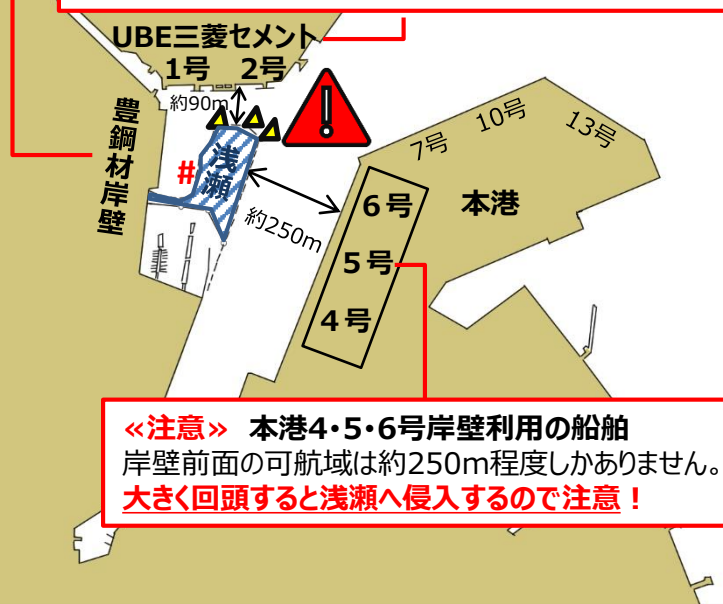 UBE三菱セメント
1号 2号
約90m
豊鋼材岸壁
#
浅瀬
約250m
7号
10号
13号
6号
5号
4号
本港
≪注意≫ 本港4・5・6号岸壁利用の船舶
岸壁前面の可航域は約250m程度しかありません。
大きく回頭すると浅瀬へ侵入するので注意！